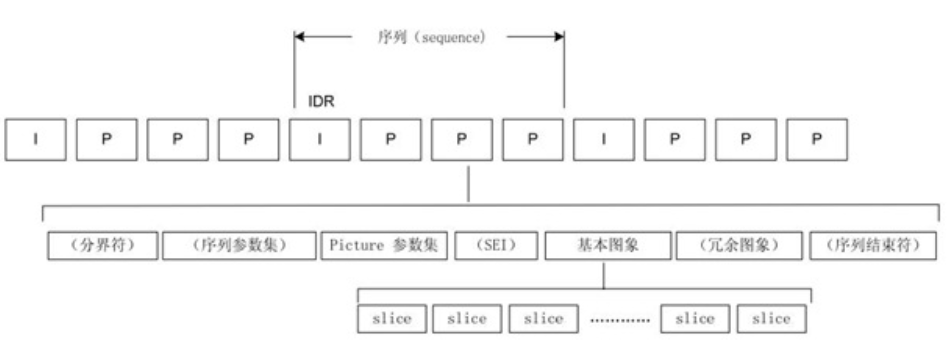 序列（sequence)
IDR
I P P P I P P P I P P P
（分界符） （序列参数集） Picture 参数集 （SEI） 基本图象 （冗余图象） （序列结束符）
slice slice slice ………… slice slice